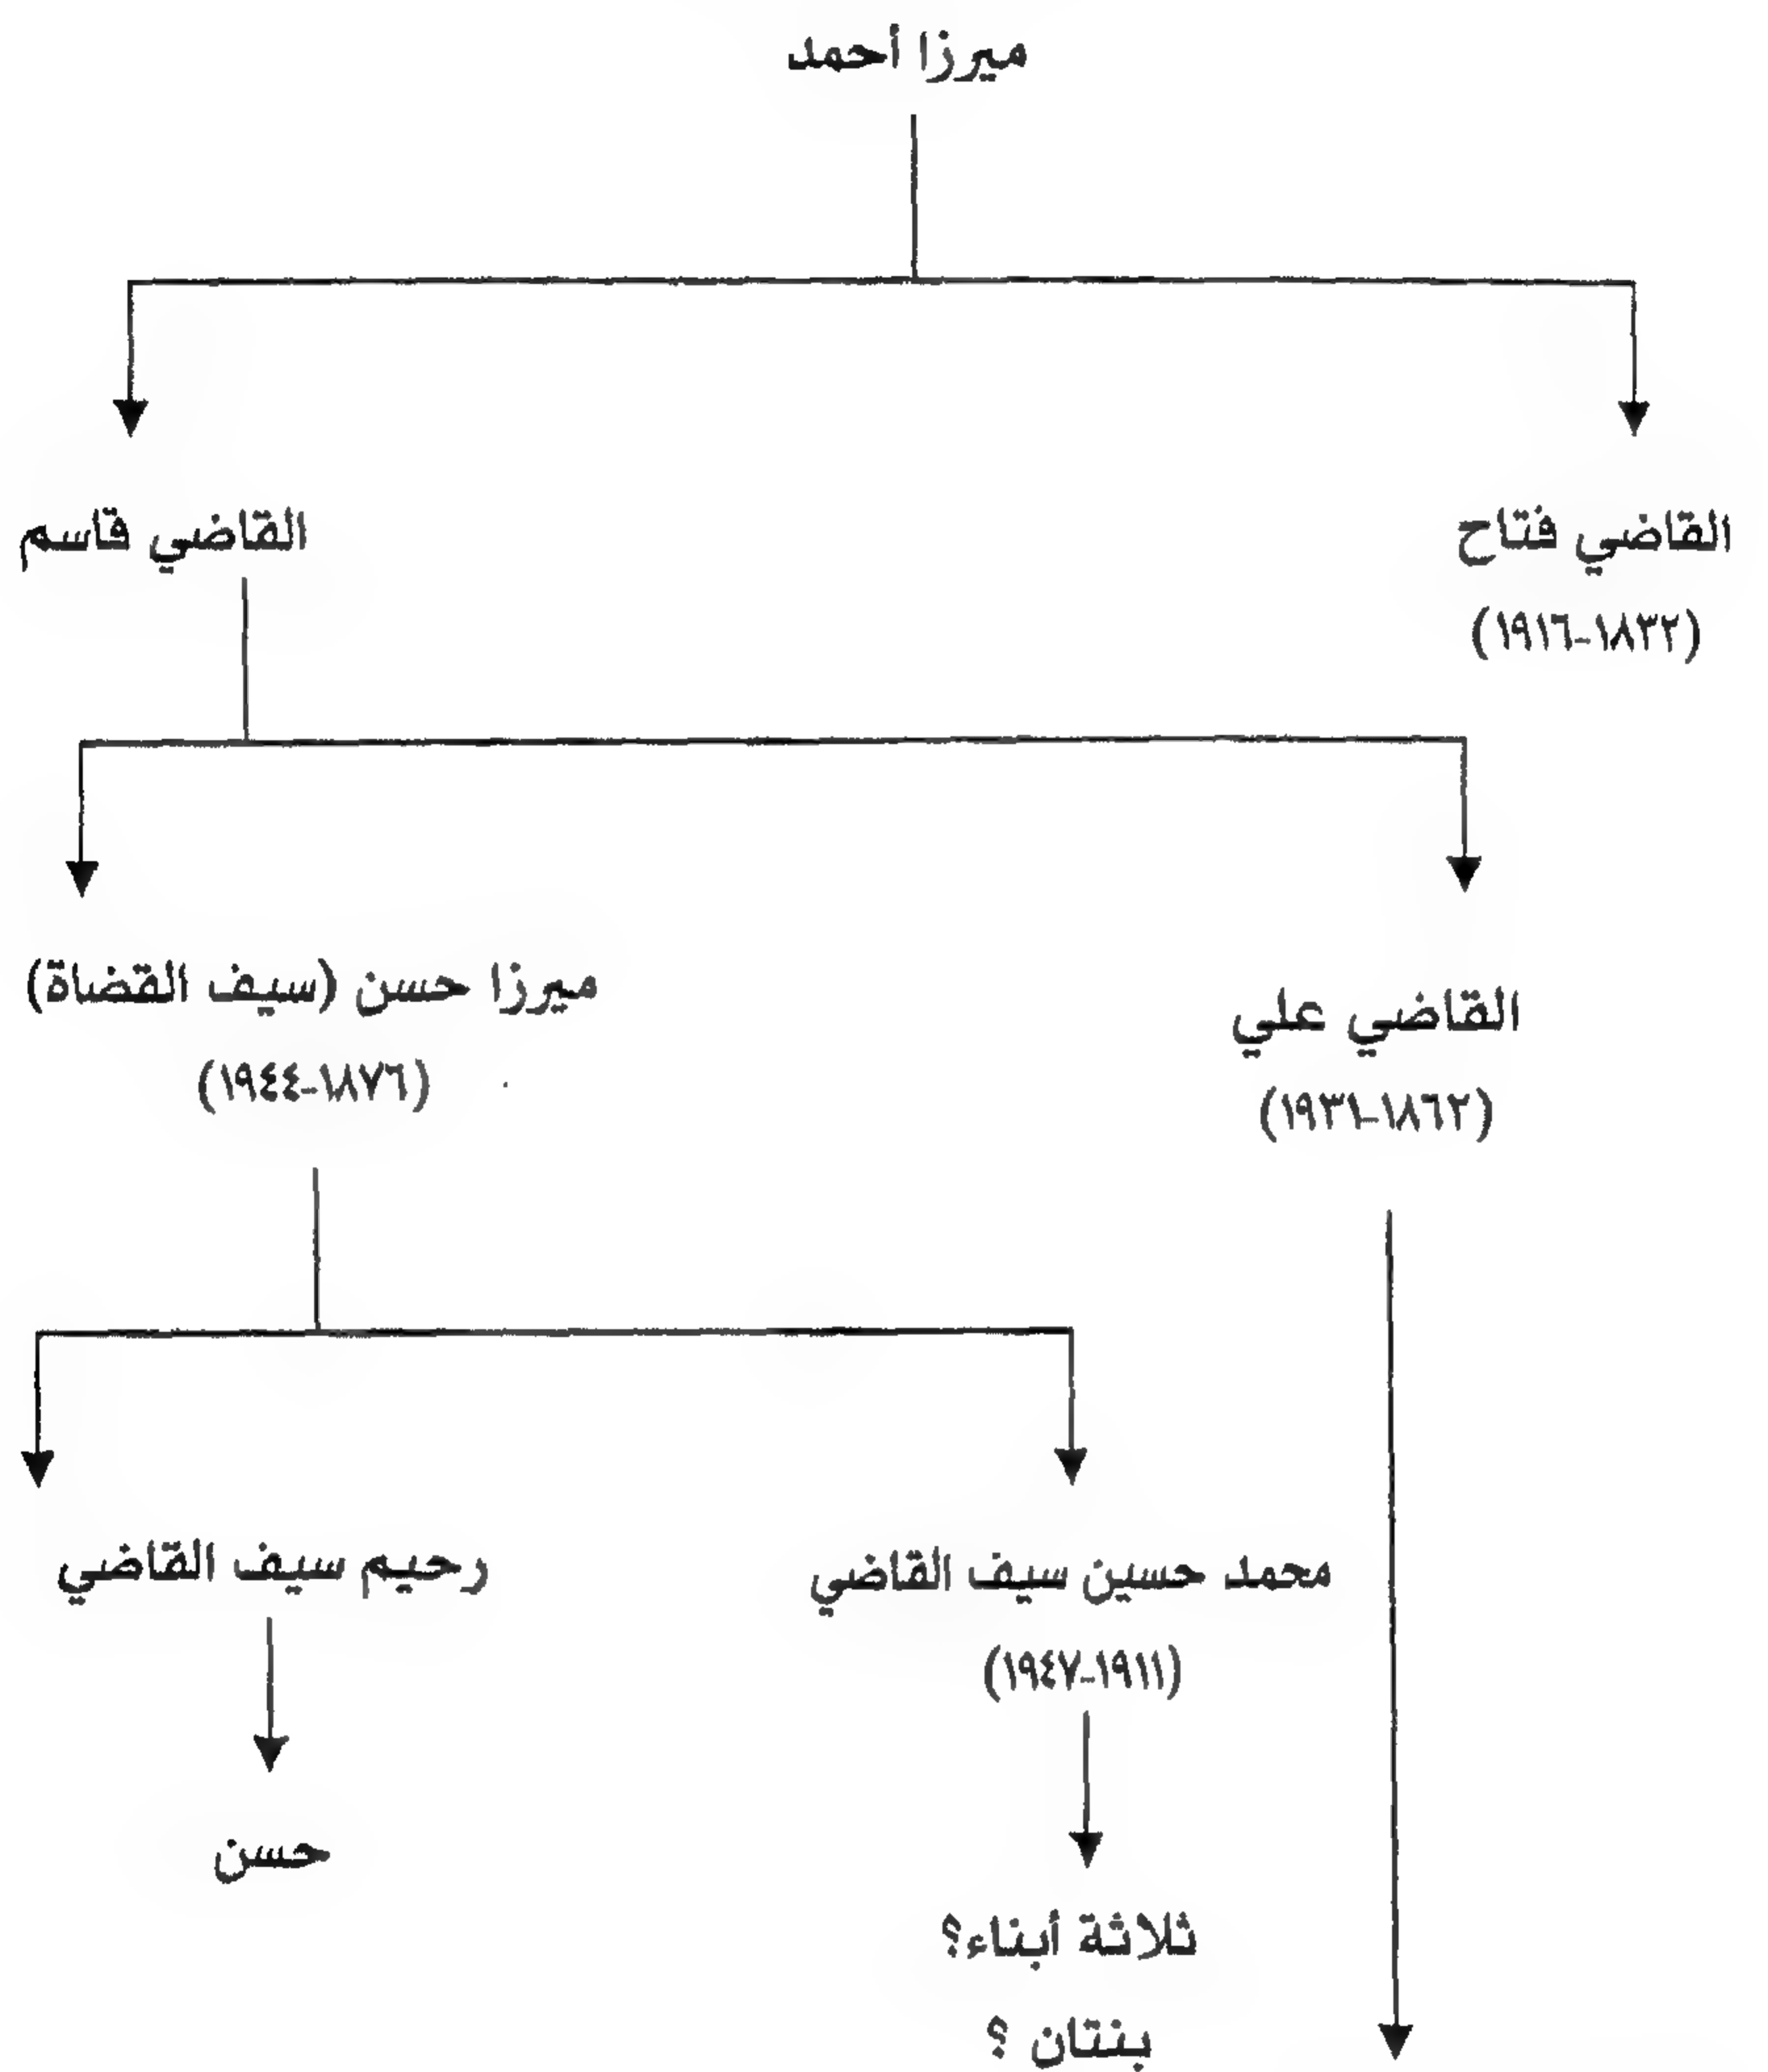 ميرزا أحمد
القاضي فتاح
(١٨٣٢-١٩١٦)
القاضي قاسم
القاضي علي
(١٨٦٢-١٩٣١)
ميرزا حسن (سيف القضاة)
(١٨٧٦-١٩٤٤)
محمد حسين سيف القاضي
(١٩١١-١٩٤٧)
رحيم سيف القاضي
ثلاثة أبناء؟
بنتان ؟
حسن